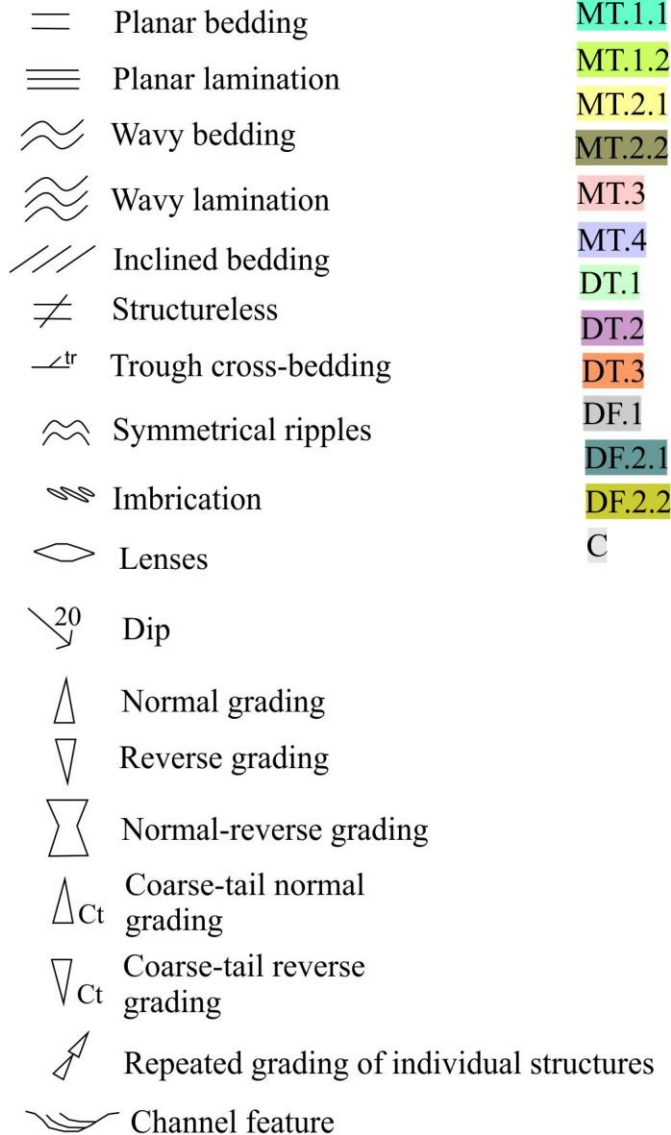 Planar bedding
Planar lamination
Wavy bedding
Wavy lamination
Inclined bedding
Structureless
tr Trough cross-bedding
Symmetrical ripples
Imbrication
Lenses
20 Dip
Normal grading
Reverse grading
Normal-reverse grading
Ct Coarse-tail normal
grading
Ct Coarse-tail reverse
grading
Repeated grading of individual structures
Channel feature
MT.1.1
MT.1.2
MT.2.1
MT.2.2
MT.3
MT.4
DT.1
DT.2
DT.3
DF.1
DF.2.1
DF.2.2
C